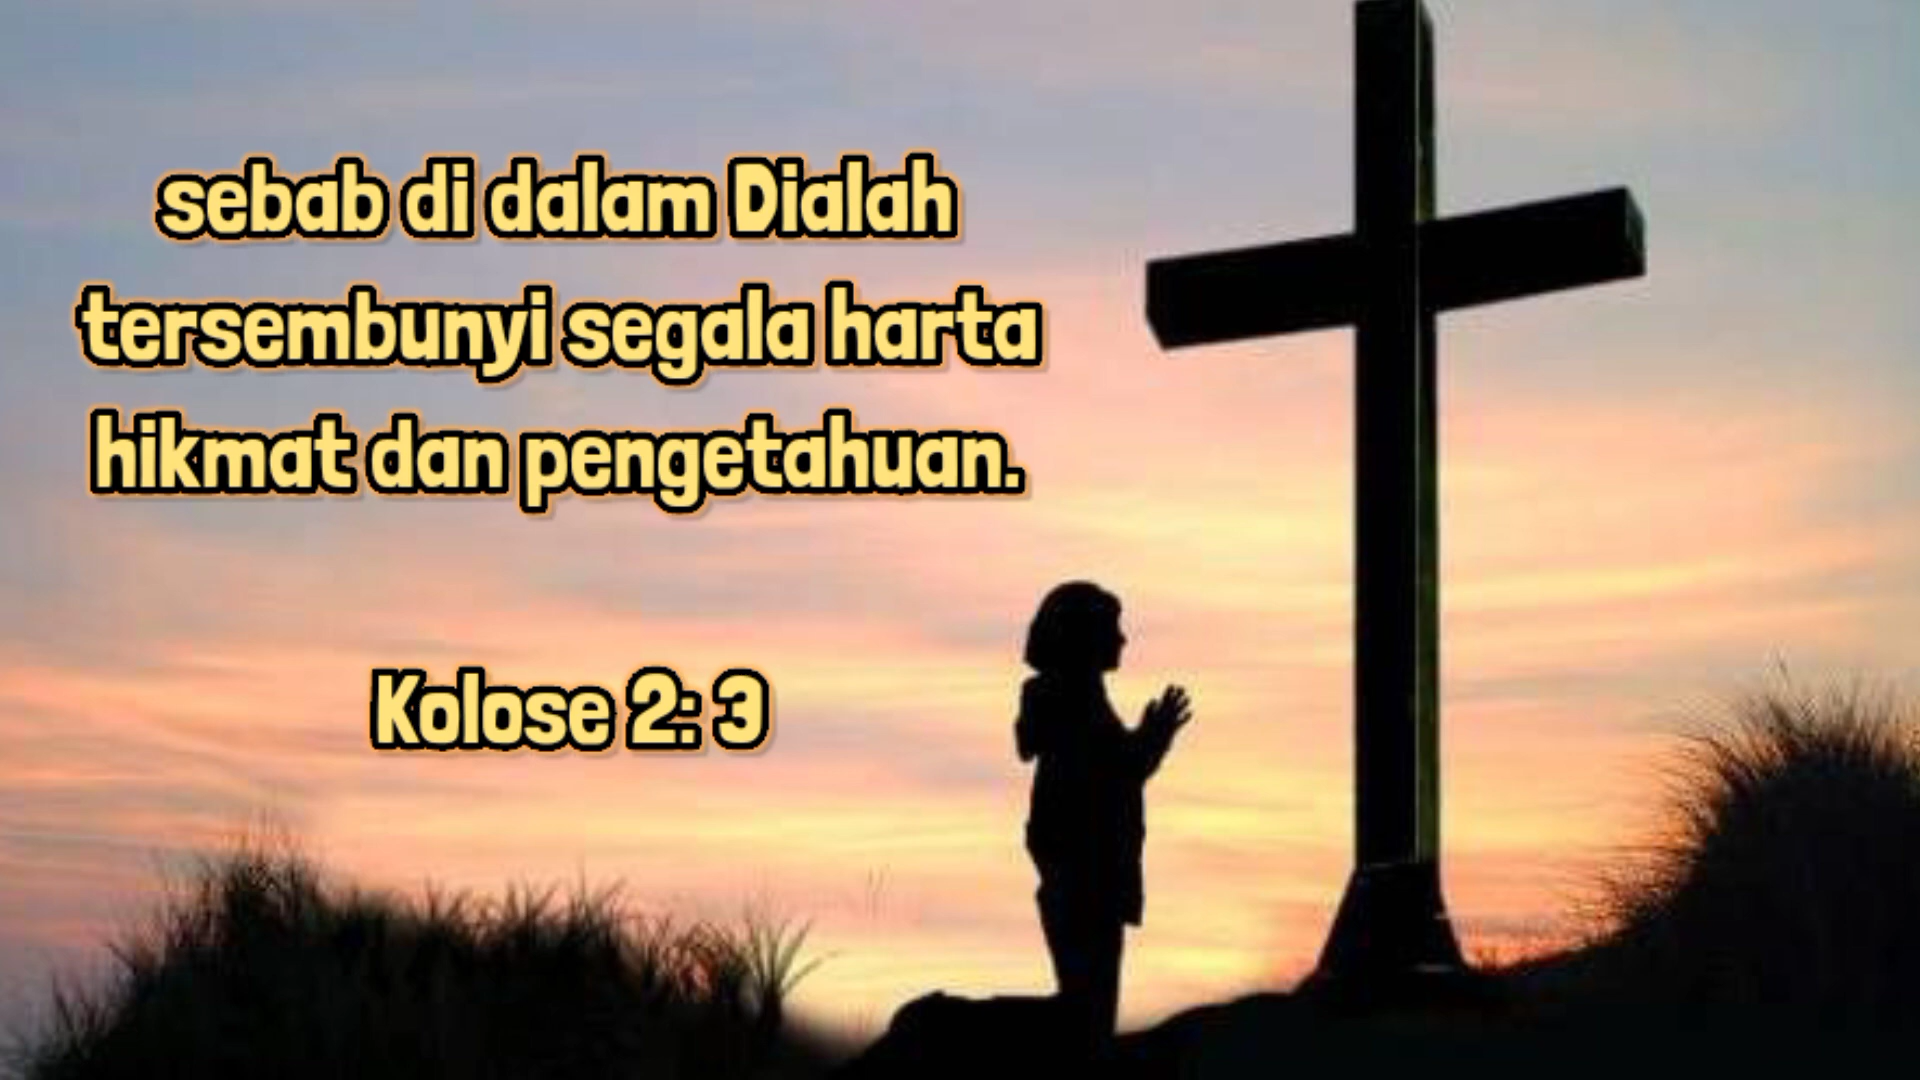 sebab di dalam Dialah
tersembunyi segala harta
hikmat dan pengetahuan.
Kolose 2: 3